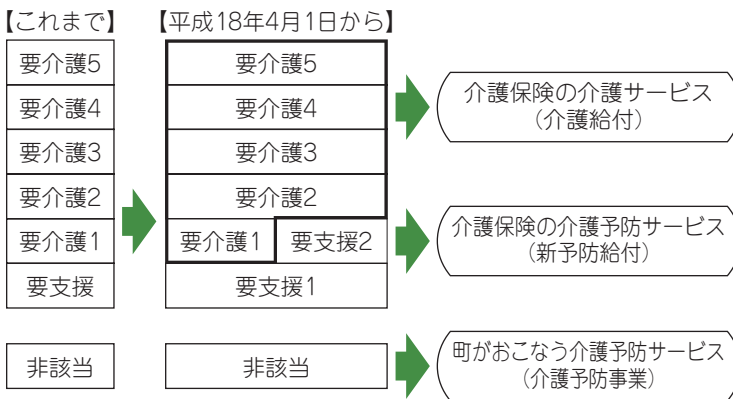 【これまで】
要介護5
要介護4
要介護3
要介護2
要介護1
要支援
非該当
【平成18年4月1日から】
要介護5
要介護4
要介護3
要介護2
要介護1
要支援2
要支援1
非該当
介護保険の介護サービス
（介護給付）
介護保険の介護予防サービス
（新予防給付）
町がおこなう介護予防サービス
（介護予防事業）